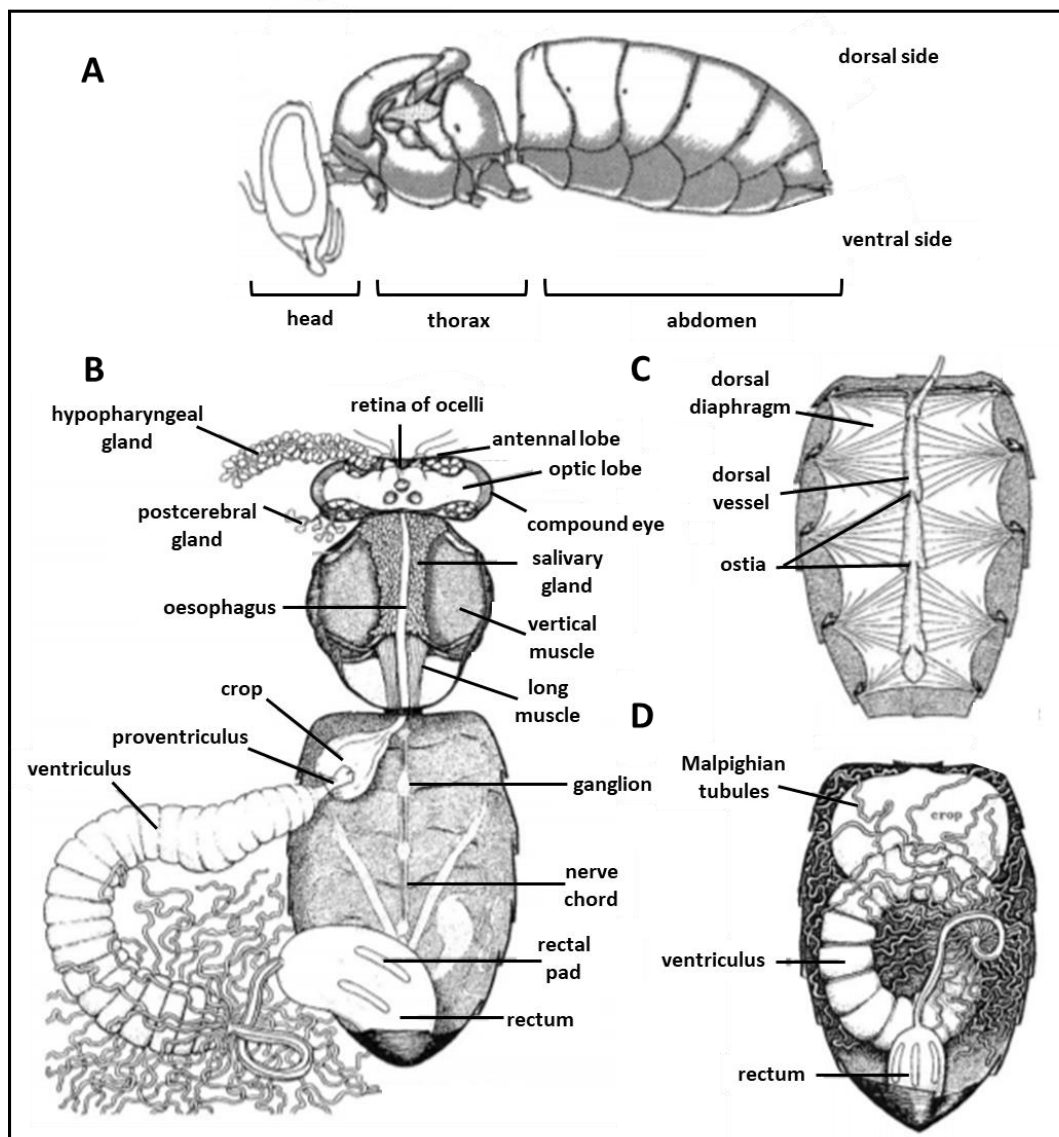 A
dorsal side
ventral side
head
thorax
abdomen
B
hypopharyngeal
gland
retina of ocelli
antennal lobe
optic lobe
postcerebral
gland
compound eye
salivary
gland
oesophagus
vertical
muscle
long
muscle
crop
proventriculus
ventriculus
ganglion
nerve
chord
rectal
pad
rectum
C
dorsal
diaphragm
dorsal
vessel
ostia
D
Malpighian
tubules
crop
ventriculus
rectum